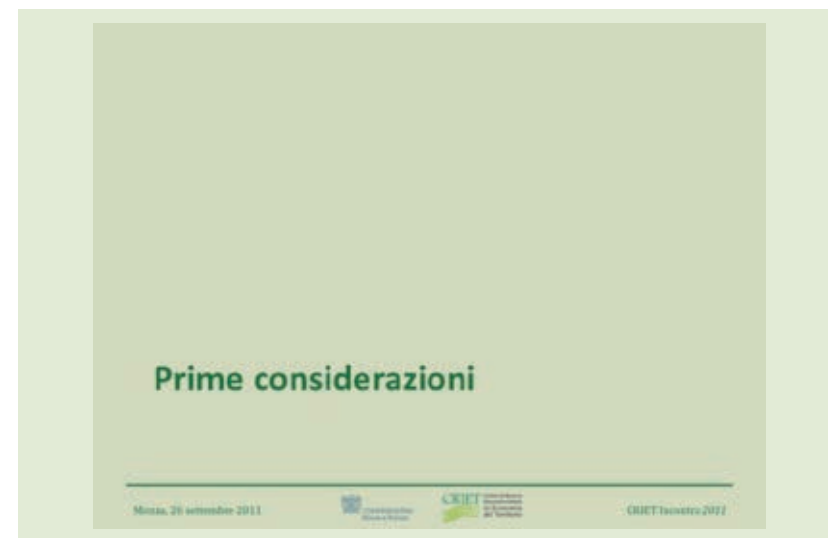 Prime considerazioni
Monza, 26 settembre 2011
CRIET
CRIET Incontra 2011